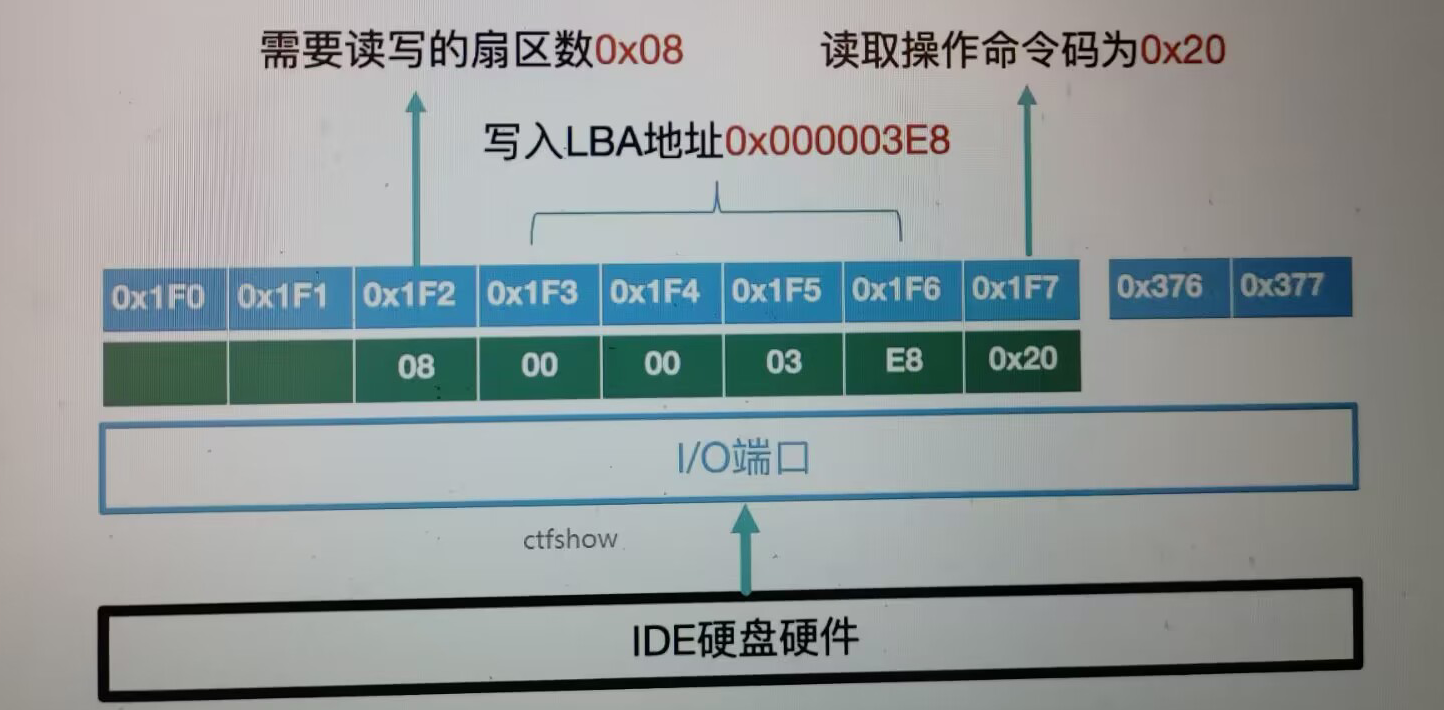 需要读写的扇区数0x08 读取操作命令码为0x20
写入LBA地址0x000003E8
0x1F0 0x1F1 0x1F2 0x1F3 0x1F4 0x1F5 0x1F6 0x1F7 0x376 0x377
08 00 00 03 E8 0x20
I/O端口
ctfshow
IDE硬盘硬件